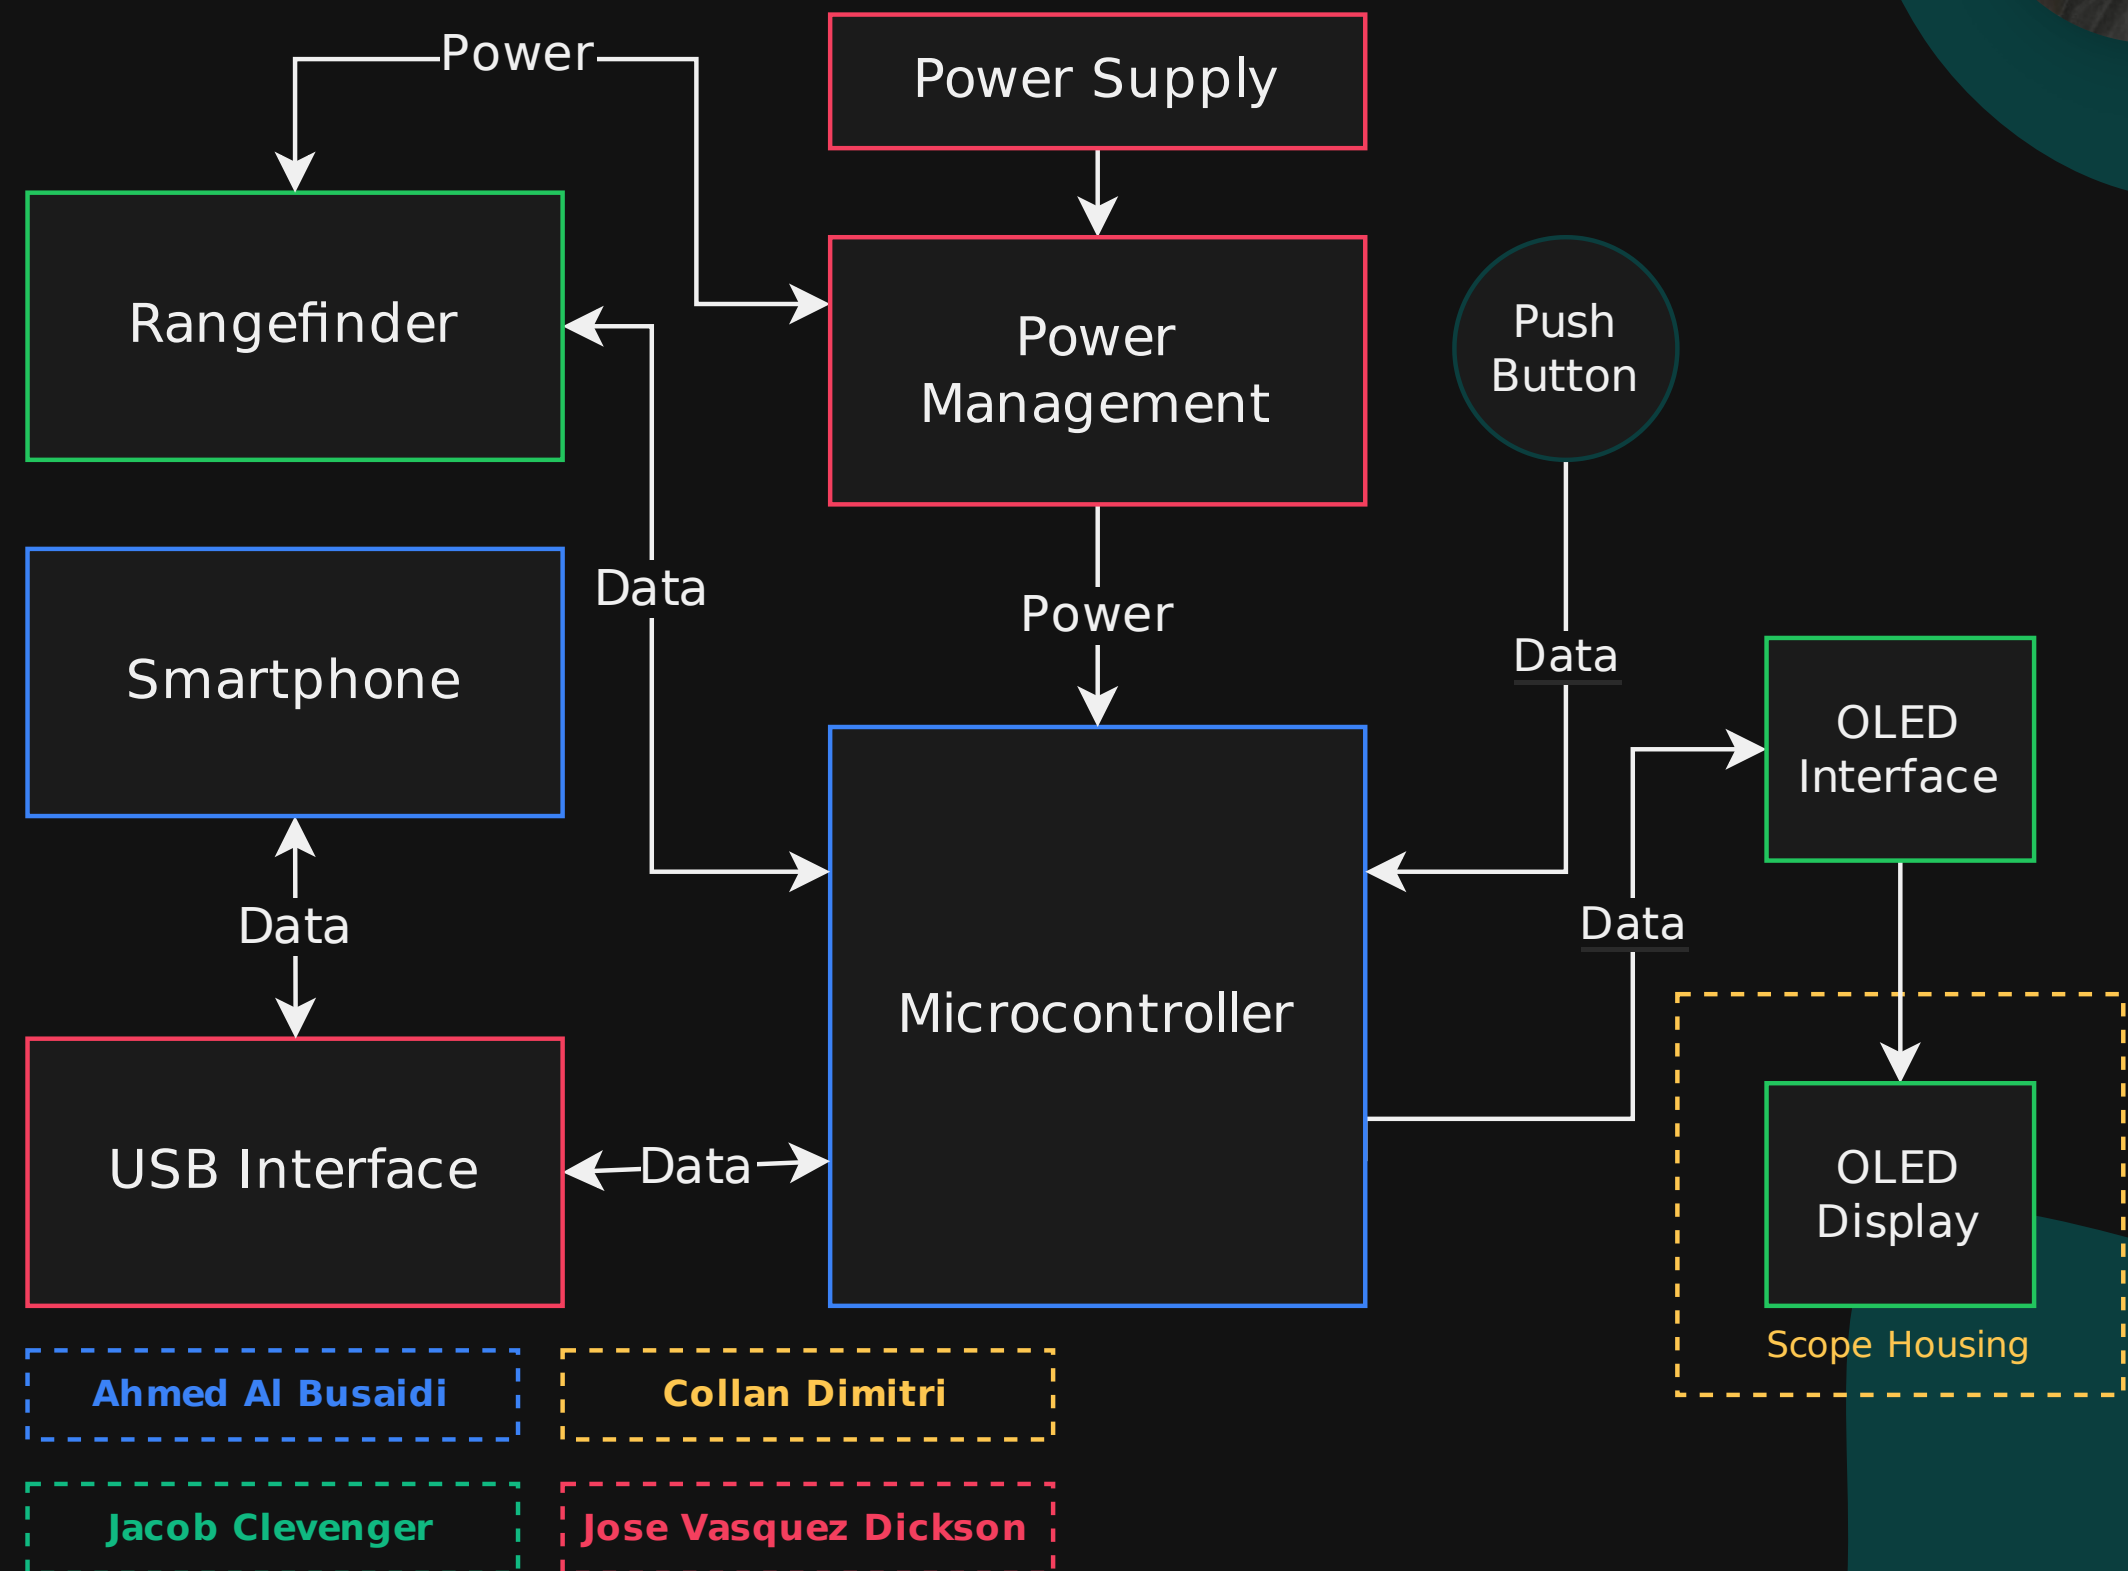 Power
Power Supply
Rangefinder
Power
Management
Push
Button
Data
Smartphone
Power
Data
OLED
Interface
Data
Data
Microcontroller
USB Interface
Data
OLED
Display
Scope Housing
Ahmed Al Busaidi
Collan Dimitri
Jacob Clevenger
Jose Vasquez Dickson